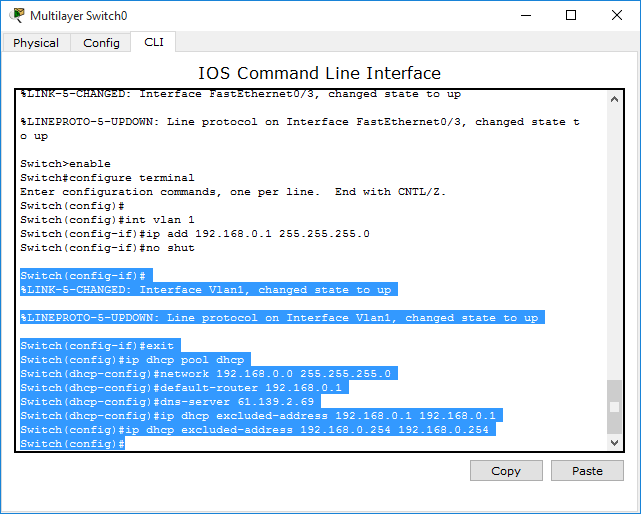 Multilayer Switch0
Physical Config CLI
IOS Command Line Interface
%LINK-5-CHANGED: Interface FastEthernet0/3, changed state to up
%LINEPROTO-5-UPDOWN: Line protocol on Interface FastEthernet0/3, changed state t
o up
Switch>enable
Switch#configure terminal
Enter configuration commands, one per line.  End with CNTL/Z.
Switch(config)#
Switch(config)#int vlan 1
Switch(config-if)#ip add 192.168.0.1 255.255.255.0
Switch(config-if)#no shut
Switch(config-if)#
%LINK-5-CHANGED: Interface Vlan1, changed state to up
%LINEPROTO-5-UPDOWN: Line protocol on Interface Vlan1, changed state to up
Switch(config-if)#exit
Switch(config)#ip dhcp pool dhcp
Switch(dhcp-config)#network 192.168.0.0 255.255.255.0
Switch(dhcp-config)#default-router 192.168.0.1
Switch(dhcp-config)#dns-server 61.139.2.69
Switch(dhcp-config)#ip dhcp excluded-address 192.168.0.1 192.168.0.1
Switch(config)#ip dhcp excluded-address 192.168.0.254 192.168.0.254
Switch(config)#
Copy Paste